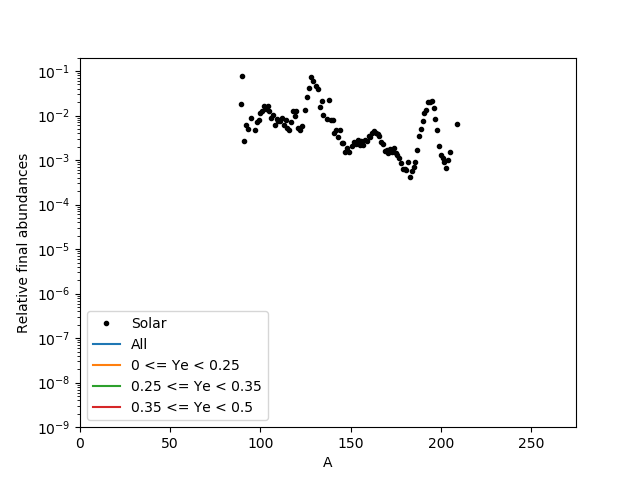 Relative final abundances
10⁻¹
10⁻²
10⁻³
10⁻⁴
10⁻⁵
10⁻⁶
10⁻⁷
10⁻⁸
10⁻⁹
Solar
All
0 <= Ye < 0.25
0.25 <= Ye < 0.35
0.35 <= Ye < 0.5
0 50 100 150 200 250
A